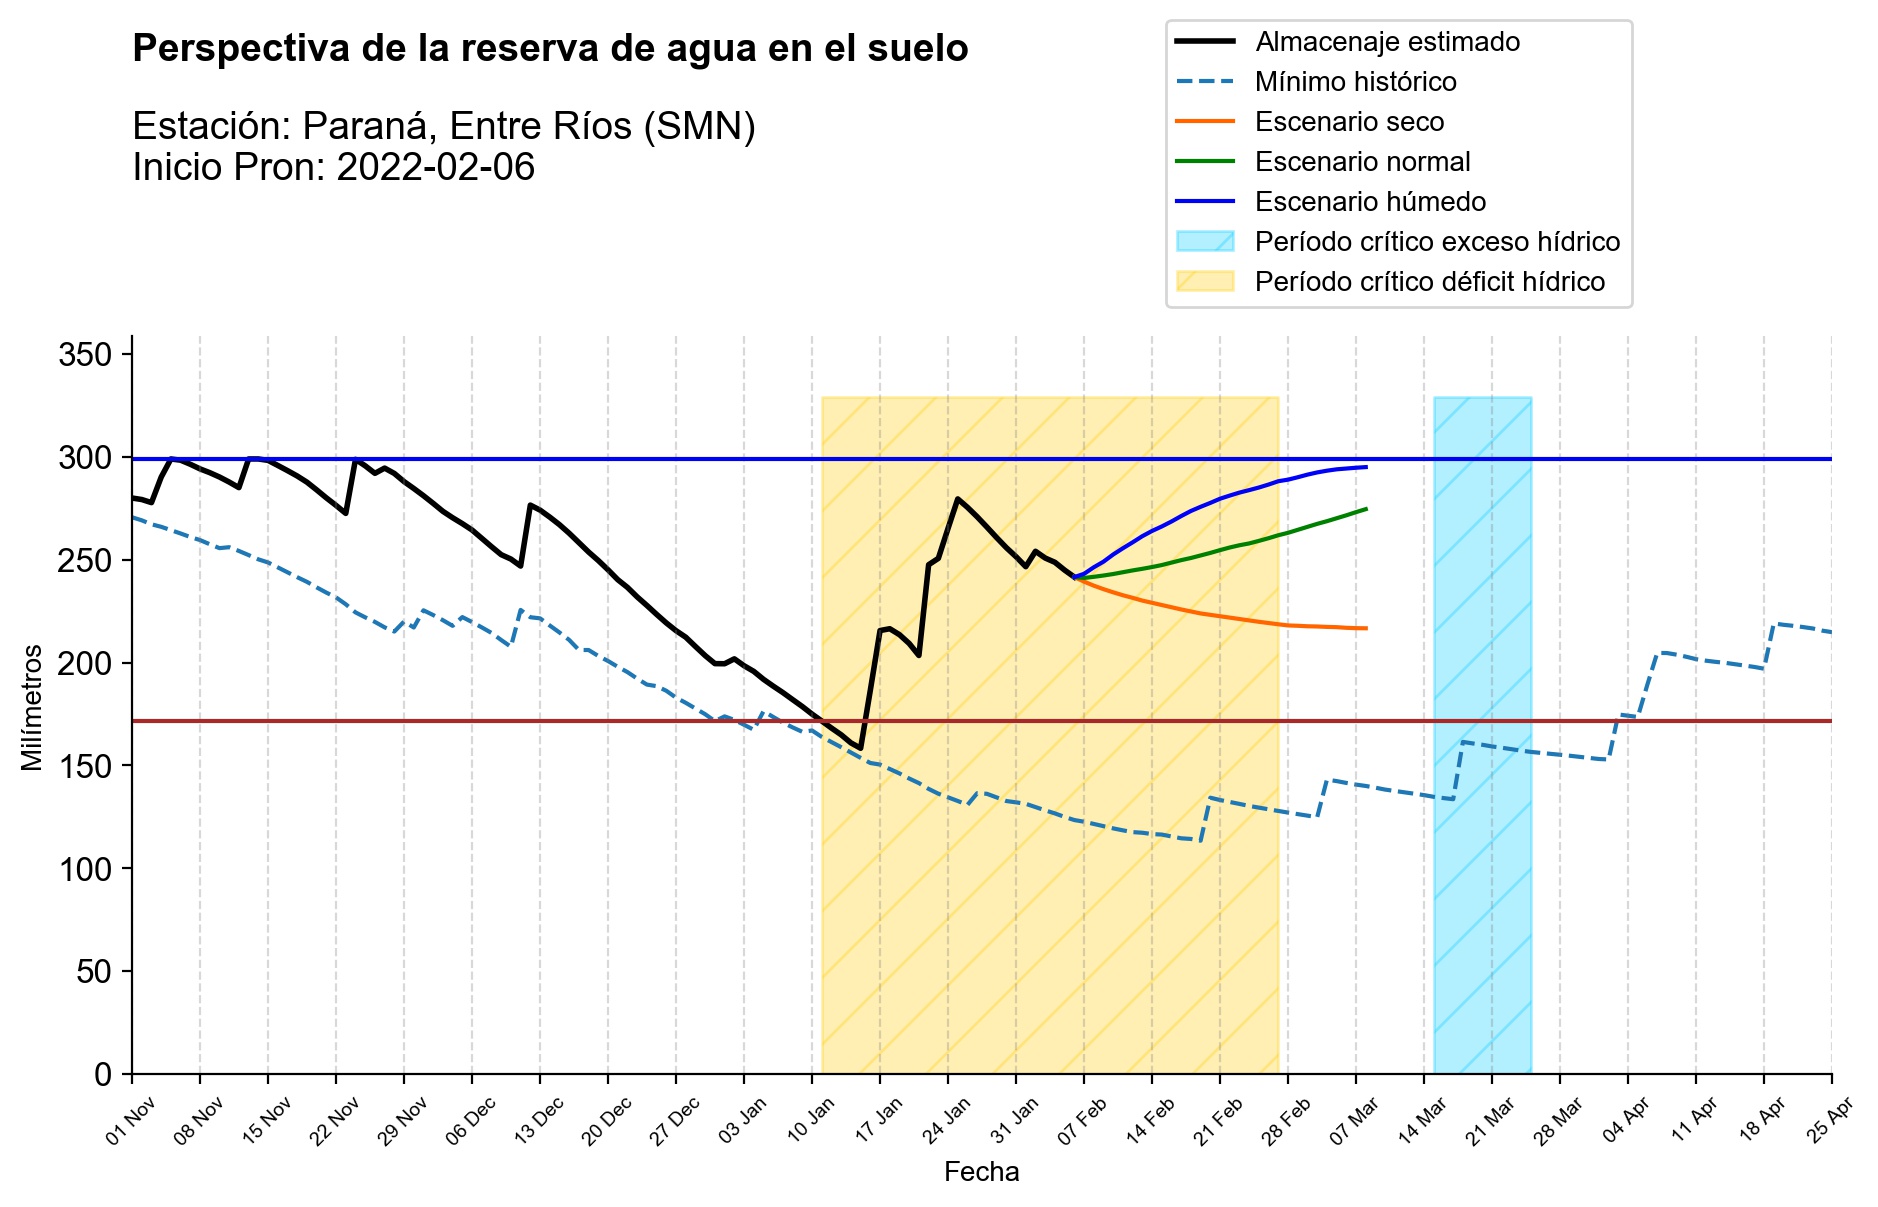 Perspectiva de la reserva de agua en el suelo
Estación: Paraná, Entre Ríos (SMN)
Inicio Pron: 2022-02-06
Almacenaje estimado
Mínimo histórico
Escenario seco
Escenario normal
Escenario húmedo
Período crítico exceso hídrico
Período crítico déficit hídrico
350
300
250
200
150
100
50
0
Milímetros
01 Nov
08 Nov
15 Nov
22 Nov
29 Nov
06 Dec
13 Dec
20 Dec
27 Dec
03 Jan
10 Jan
17 Jan
24 Jan
31 Jan
07 Feb
14 Feb
21 Feb
28 Feb
07 Mar
14 Mar
21 Mar
28 Mar
04 Apr
11 Apr
18 Apr
25 Apr
Fecha